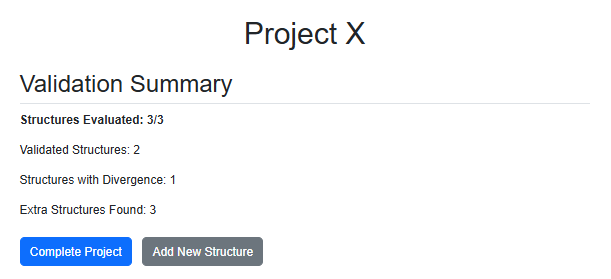 Project X
Validation Summary
Structures Evaluated: 3/3
Validated Structures: 2
Structures with Divergence: 1
Extra Structures Found: 3
Complete Project
Add New Structure